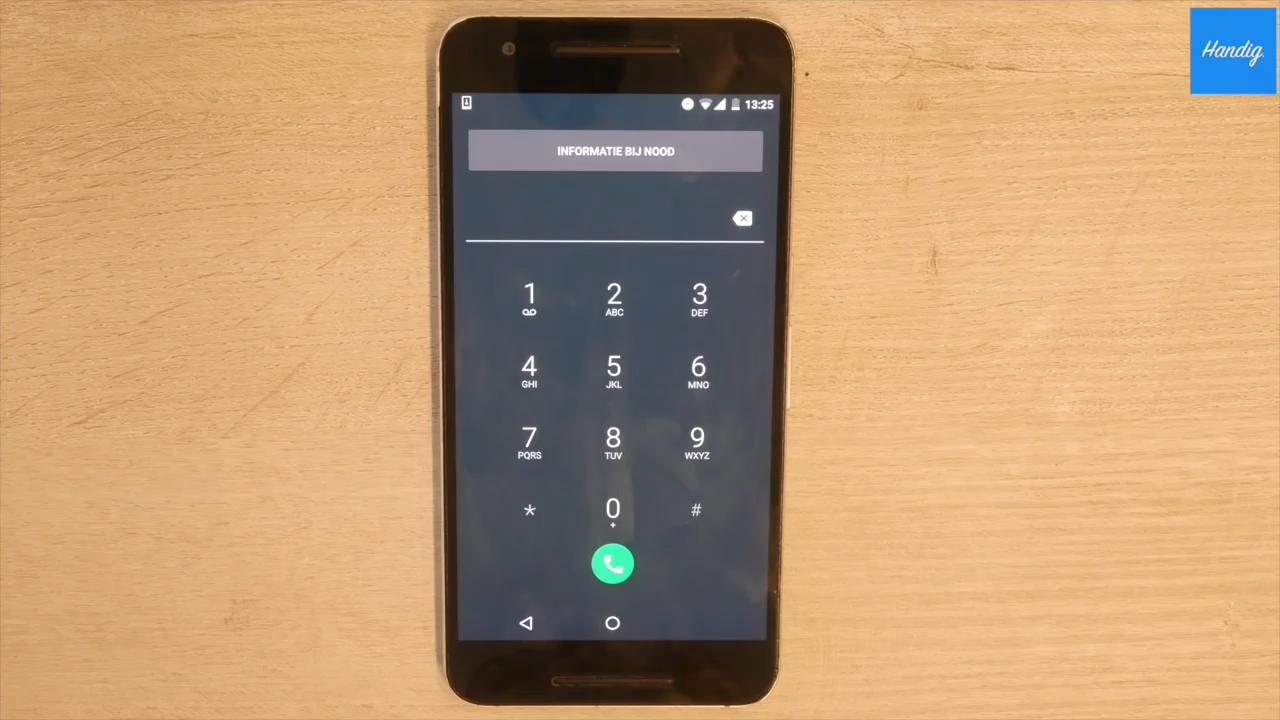 Handig.
13:25
INFORMATIE BIJ NOOD
1 2 3
ABC DEF
4 5 6
GHI JKL MNO
7 8 9
PQRS TUV WXYZ
* 0 #
+